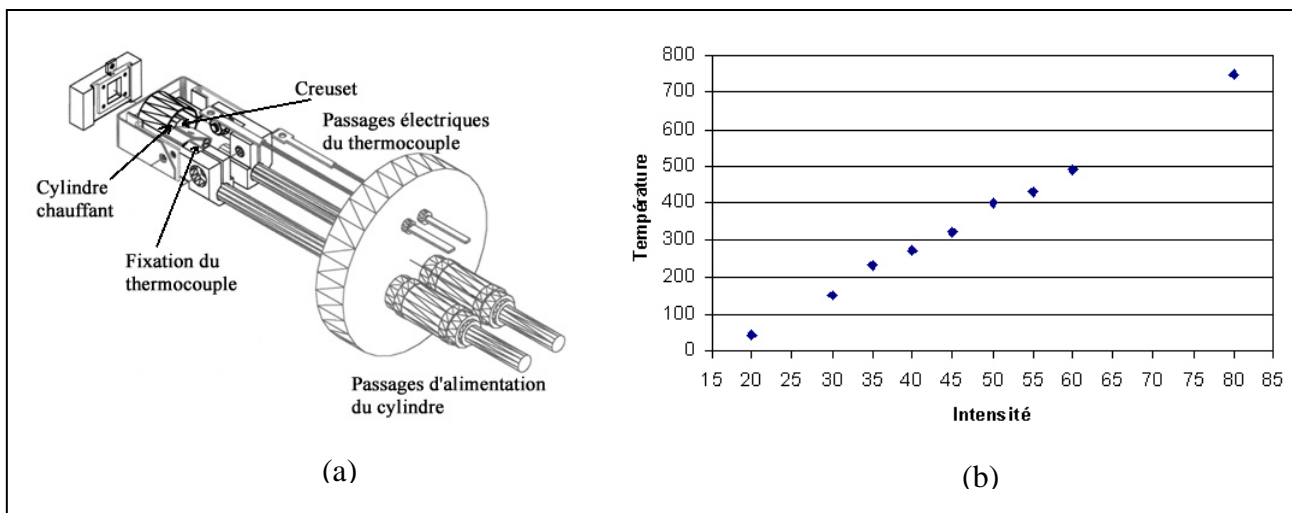 Creuset
Passages électriques
du thermocouple
Cylindre
chauffant
Fixation du
thermocouple
Passages d'alimentation
du cylindre
(a)
800
700
600
500
400
300
200
100
0
Température
15 20 25 30 35 40 45 50 55 60 65 70 75 80 85
Intensité
(b)